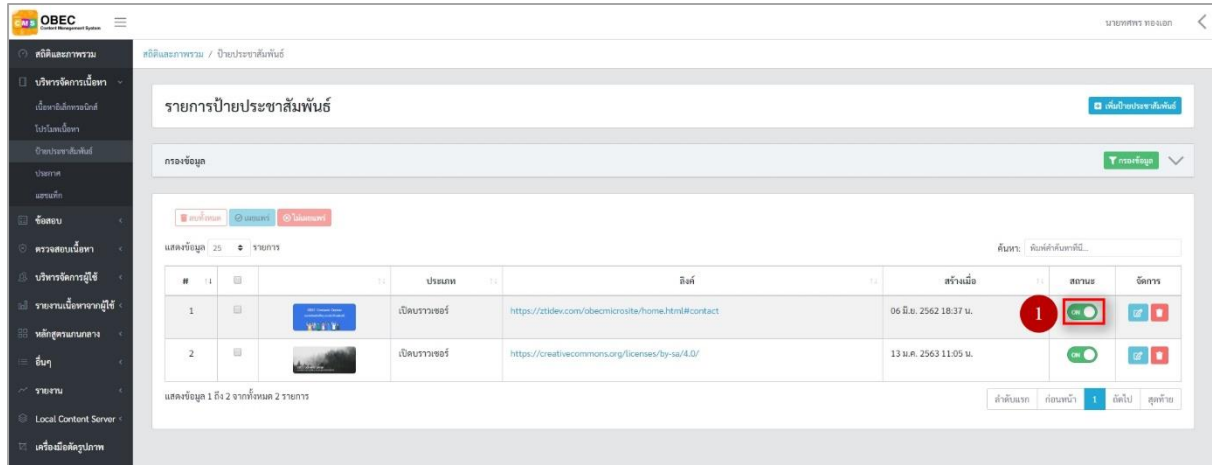 CMS OBEC
Content Management System
นายทศพร ทองเอก
สถิติและภาพรวม
บริหารจัดการเนื้อหา
เนื้อหาอิเล็กทรอนิกส์
โปรโมทเนื้อหา
ป้ายประชาสัมพันธ์
ประกาศ
แฮชแท็ก
ข้อสอบ
ตรวจสอบเนื้อหา
บริหารจัดการผู้ใช้
รายงานเนื้อหาจากผู้ใช้
หลักสูตรแกนกลาง
อื่นๆ
รายงาน
Local Content Server
เครื่องมือตัดรูปภาพ
สถิติและภาพรวม / ป้ายประชาสัมพันธ์
รายการป้ายประชาสัมพันธ์
เพิ่มป้ายประชาสัมพันธ์
กรองข้อมูล
กรองข้อมูล
ลบทั้งหมด เผยแพร่ ไม่เผยแพร่
แสดงข้อมูล 25 รายการ ค้นหา: พิมพ์คำค้นหาที่นี่...
# ประเภท ลิงค์ สร้างเมื่อ สถานะ จัดการ
1 เปิดบราวเซอร์ https://ztidev.com/obecmicrosite/home.html#contact 06 มิ.ย. 2562 18:37 น. 1 ON
2 เปิดบราวเซอร์ https://creativecommons.org/licenses/by-sa/4.0/ 13 ม.ค. 2563 11:05 น. ON
แสดงข้อมูล 1 ถึง 2 จากทั้งหมด 2 รายการ
ลำดับแรก ก่อนหน้า 1 ถัดไป สุดท้าย